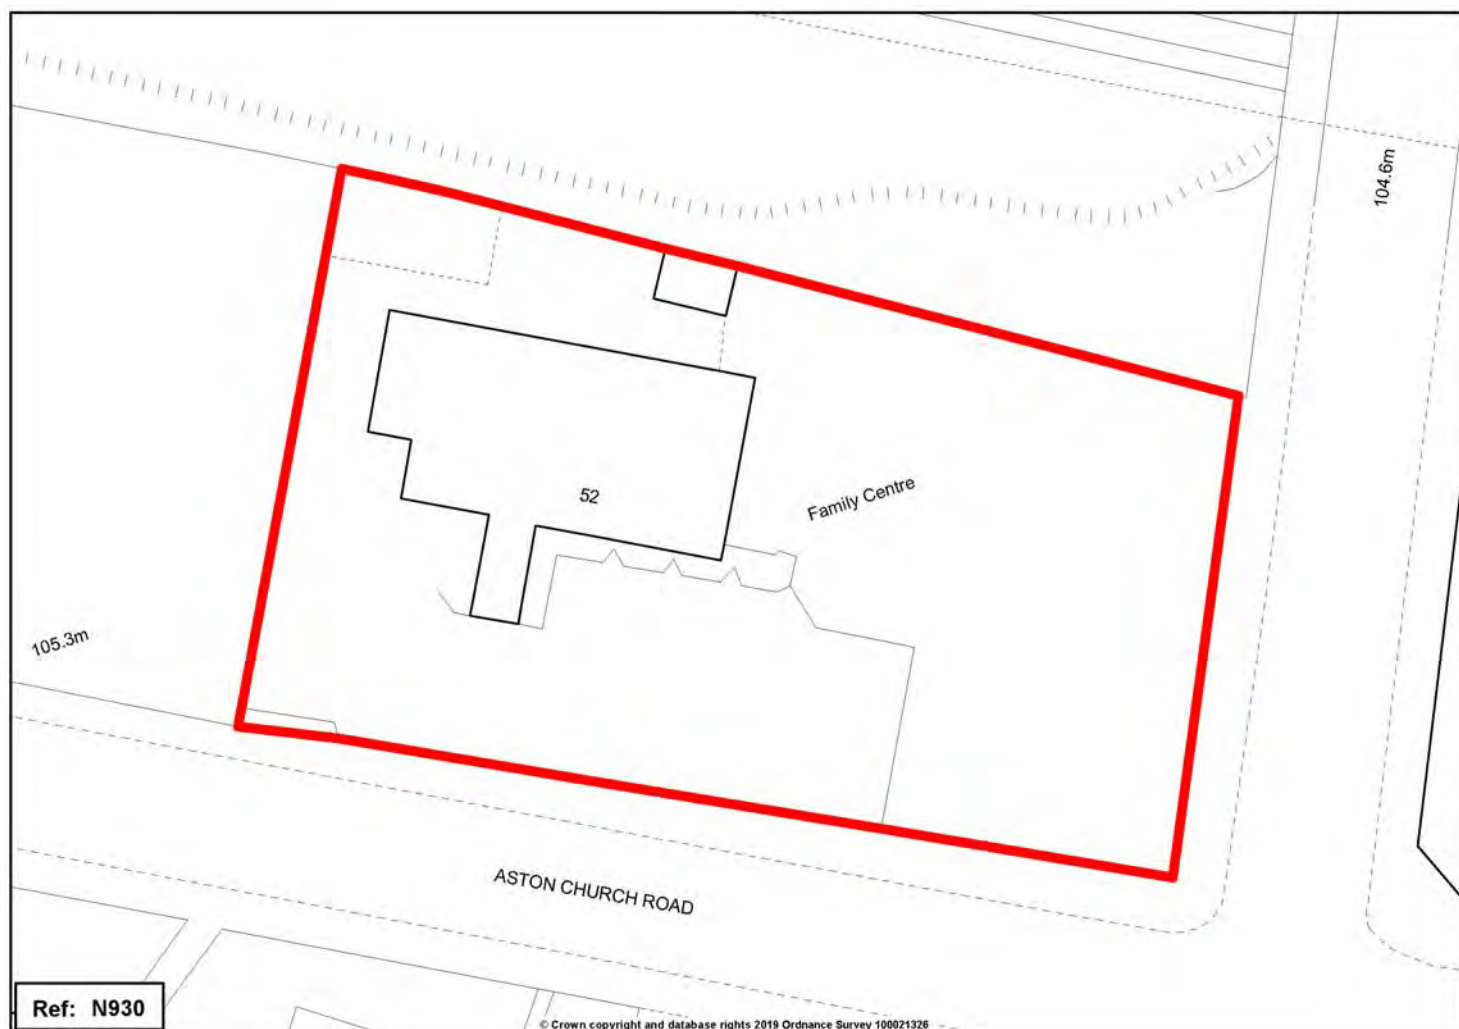 104.6m
52
Family Centre
105.3m
ASTON CHURCH ROAD
Ref: N930
© Crown copyright and database rights 2019 Ordnance Survey 100021326